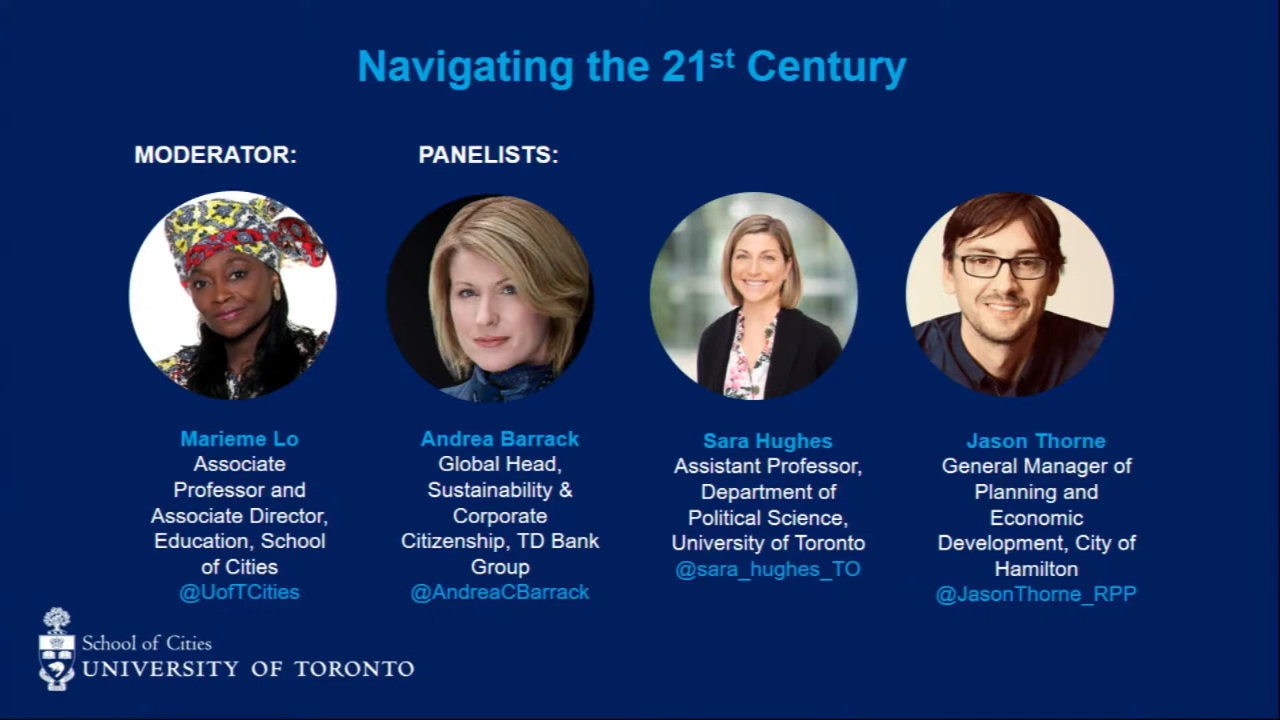 Navigating the 21st Century
MODERATOR:
PANELISTS:
Marieme Lo
Associate
Professor and
Associate Director,
Education, School
of Cities
@UofTCities
Andrea Barrack
Global Head,
Sustainability &
Corporate
Citizenship, TD Bank
Group
@AndreaCBarrack
Sara Hughes
Assistant Professor,
Department of
Political Science,
University of Toronto
@sara_hughes_TO
Jason Thorne
General Manager of
Planning and
Economic
Development, City of
Hamilton
@JasonThorne_RPP
School of Cities
UNIVERSITY OF TORONTO